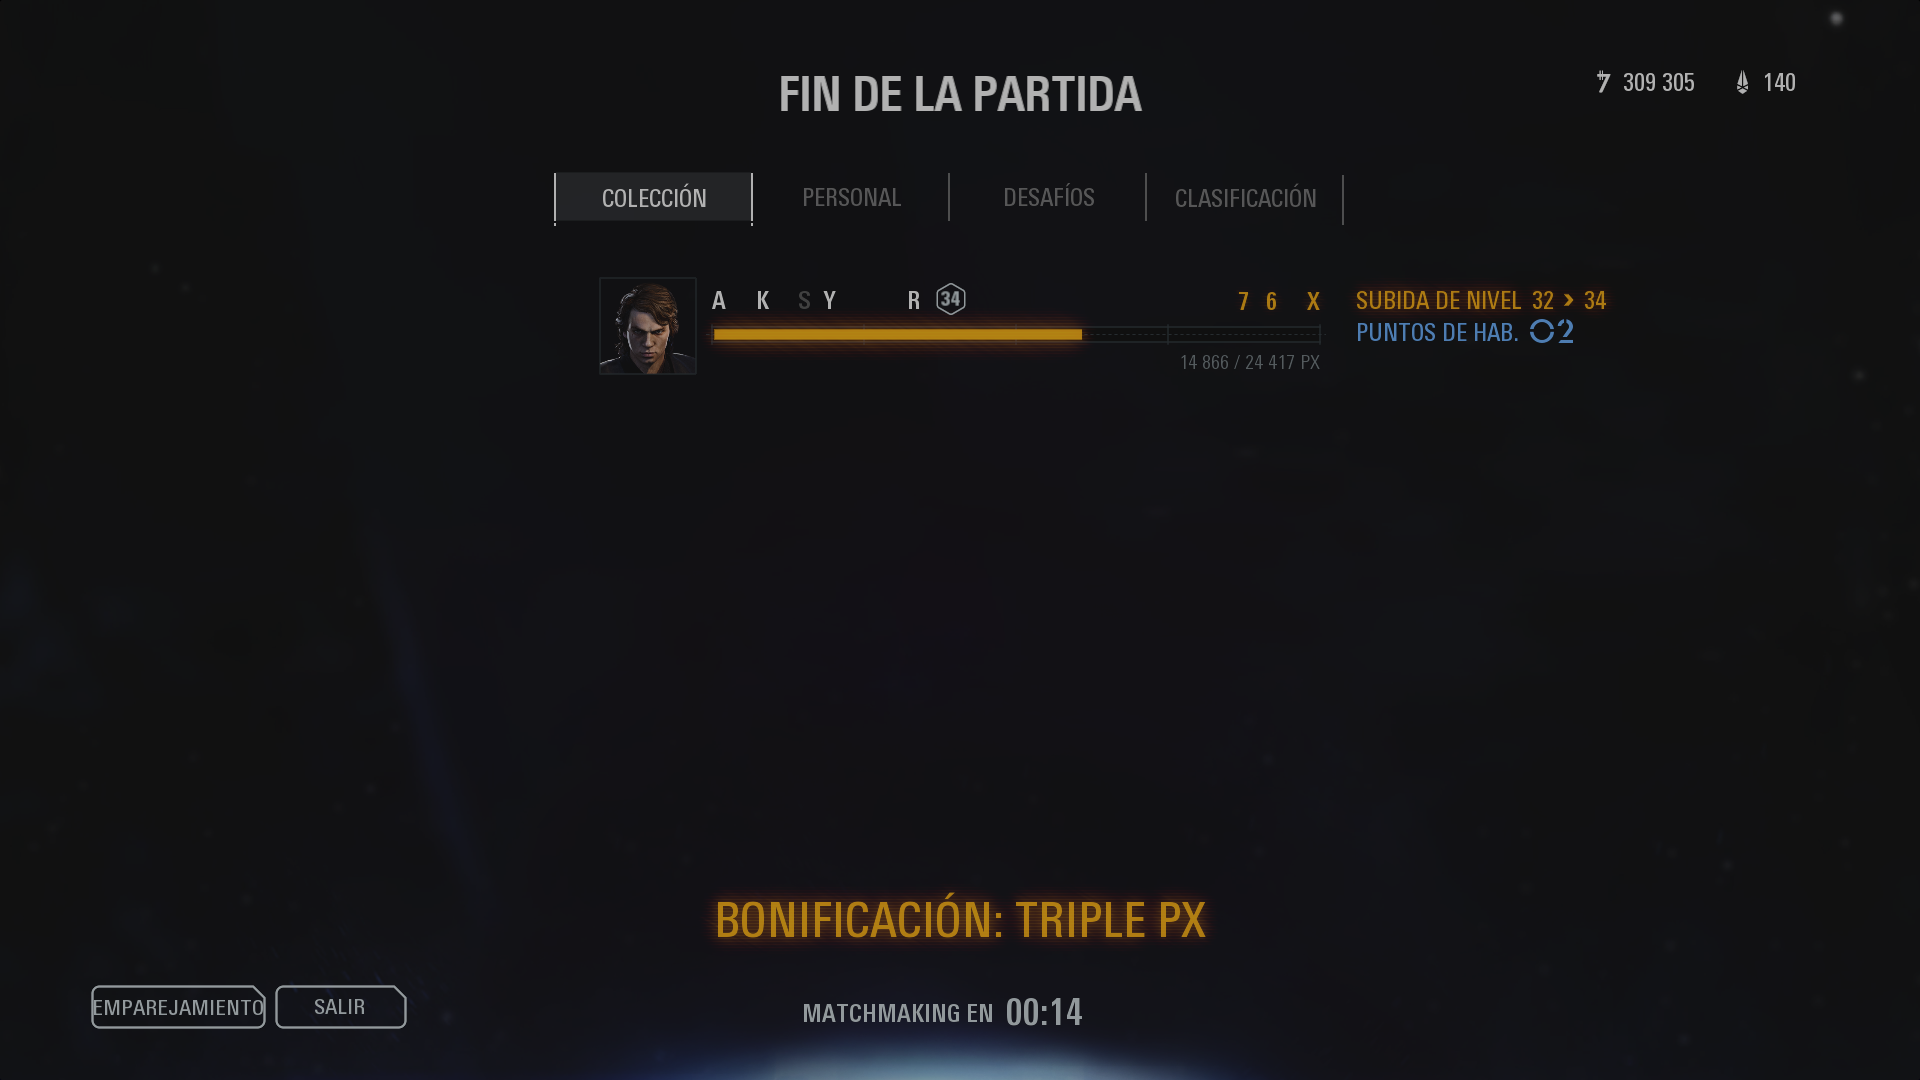 FIN DE LA PARTIDA
309 305 140
COLECCIÓN PERSONAL DESAFÍOS CLASIFICACIÓN
A K S Y R 34 7 6 X SUBIDA DE NIVEL 32 > 34
PUNTOS DE HAB. 2
14 866 / 24 417 PX
BONIFICACIÓN: TRIPLE PX
EMPAREJAMIENTO SALIR MATCHMAKING EN 00:14